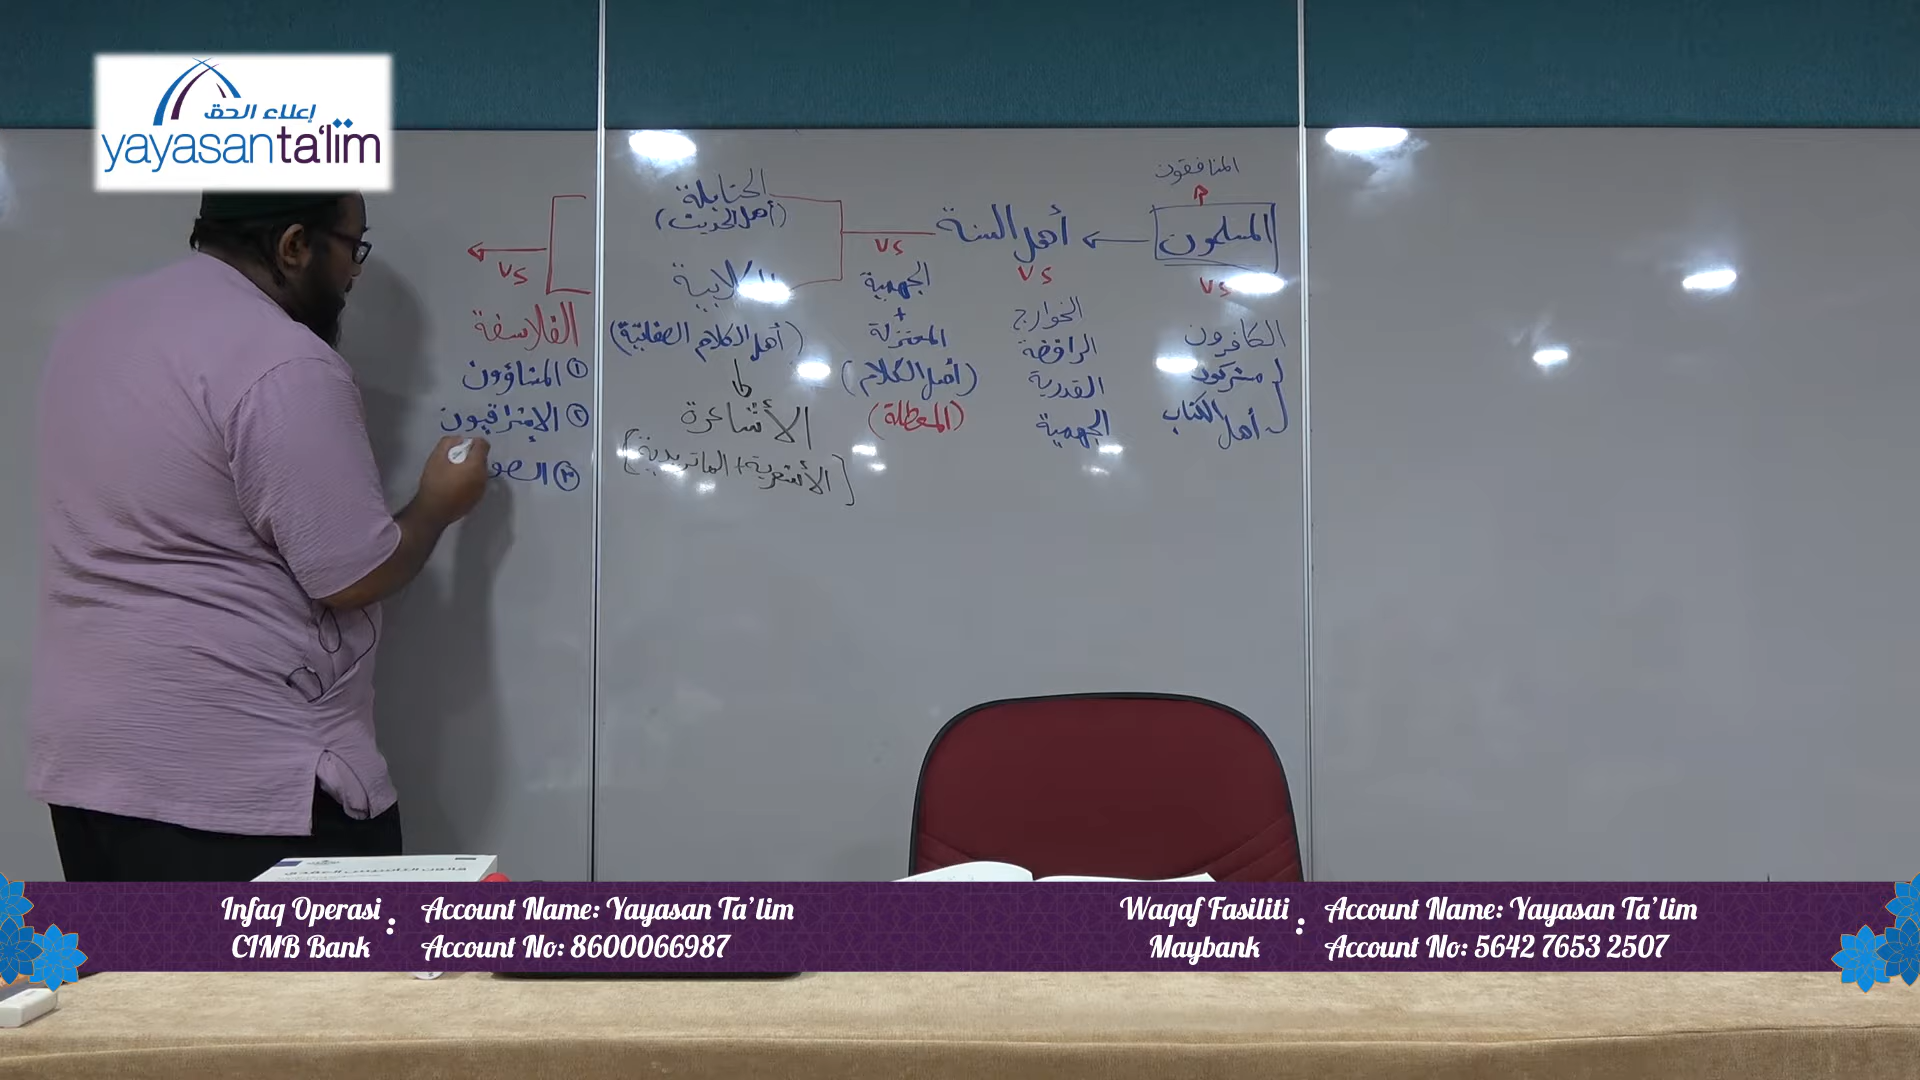 إعلاء الحق
yayasanta'lim
المنافقون
المسلمون
vs
الكافرون
مشركون
أهل الكتاب
أهل السنة
vs
الخوارج
الرافضة
القدرية
الجهمية
vs
الجهمية
+
المعتزلة
(أهل الكلام)
(المعطلة)
الحنابلة
(أهل الحديث)
الكلابية
(أهل الكلام الصفاتية)
الأشاعرة
[الأشعرية + الماتريدية]
vs
الفلاسفة
① المشاؤون
② الإشراقيون
③ الصو
Infaq Operasi : Account Name: Yayasan Ta'lim
CIMB Bank Account No: 8600066987
Waqaf Fasiliti : Account Name: Yayasan Ta'lim
Maybank Account No: 5642 7653 2507